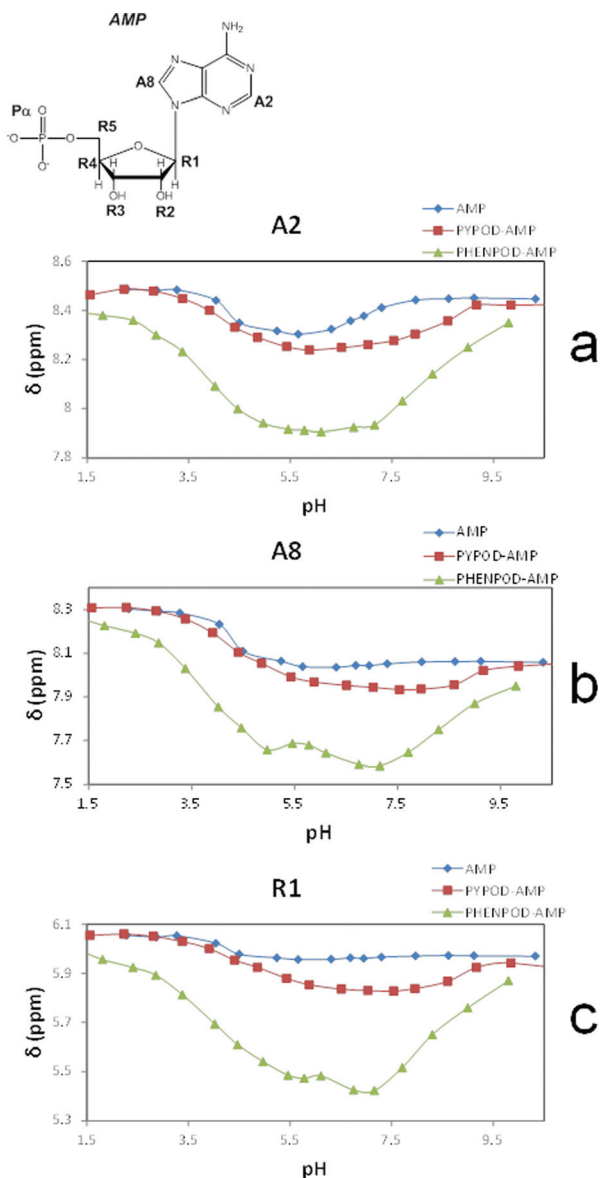 AMP
NH₂
A8
N
N
N
N
A2
Pα
O
⁻O
P
O
O⁻
R5
O
R4
H
H
R1
H
H
OH
OH
R3
R2
A2
AMP
PYPOD-AMP
PHENPOD-AMP
8.6
8.4
8.2
8
7.8
δ (ppm)
1.5 3.5 5.5 7.5 9.5
pH
a
A8
AMP
PYPOD-AMP
PHENPOD-AMP
8.3
8.1
7.9
7.7
7.5
δ (ppm)
1.5 3.5 5.5 7.5 9.5
pH
b
R1
AMP
PYPOD-AMP
PHENPOD-AMP
6.1
5.9
5.7
5.5
5.3
δ (ppm)
1.5 3.5 5.5 7.5 9.5
pH
c